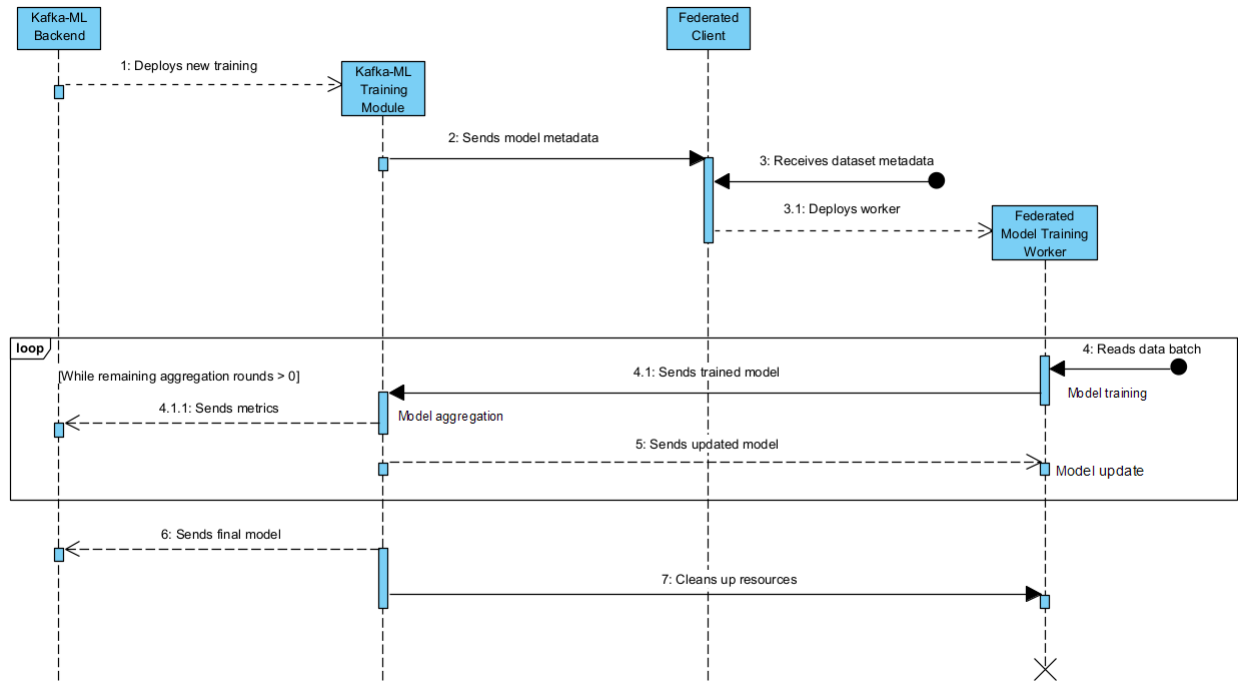 Kafka-ML
Backend
Federated
Client
1: Deploys new training
Kafka-ML
Training
Module
2: Sends model metadata
3: Receives dataset metadata
3.1: Deploys worker
Federated
Model Training
Worker
loop
4: Reads data batch
[While remaining aggregation rounds > 0]
4.1: Sends trained model
Model training
4.1.1: Sends metrics
Model aggregation
5: Sends updated model
Model update
6: Sends final model
7: Cleans up resources